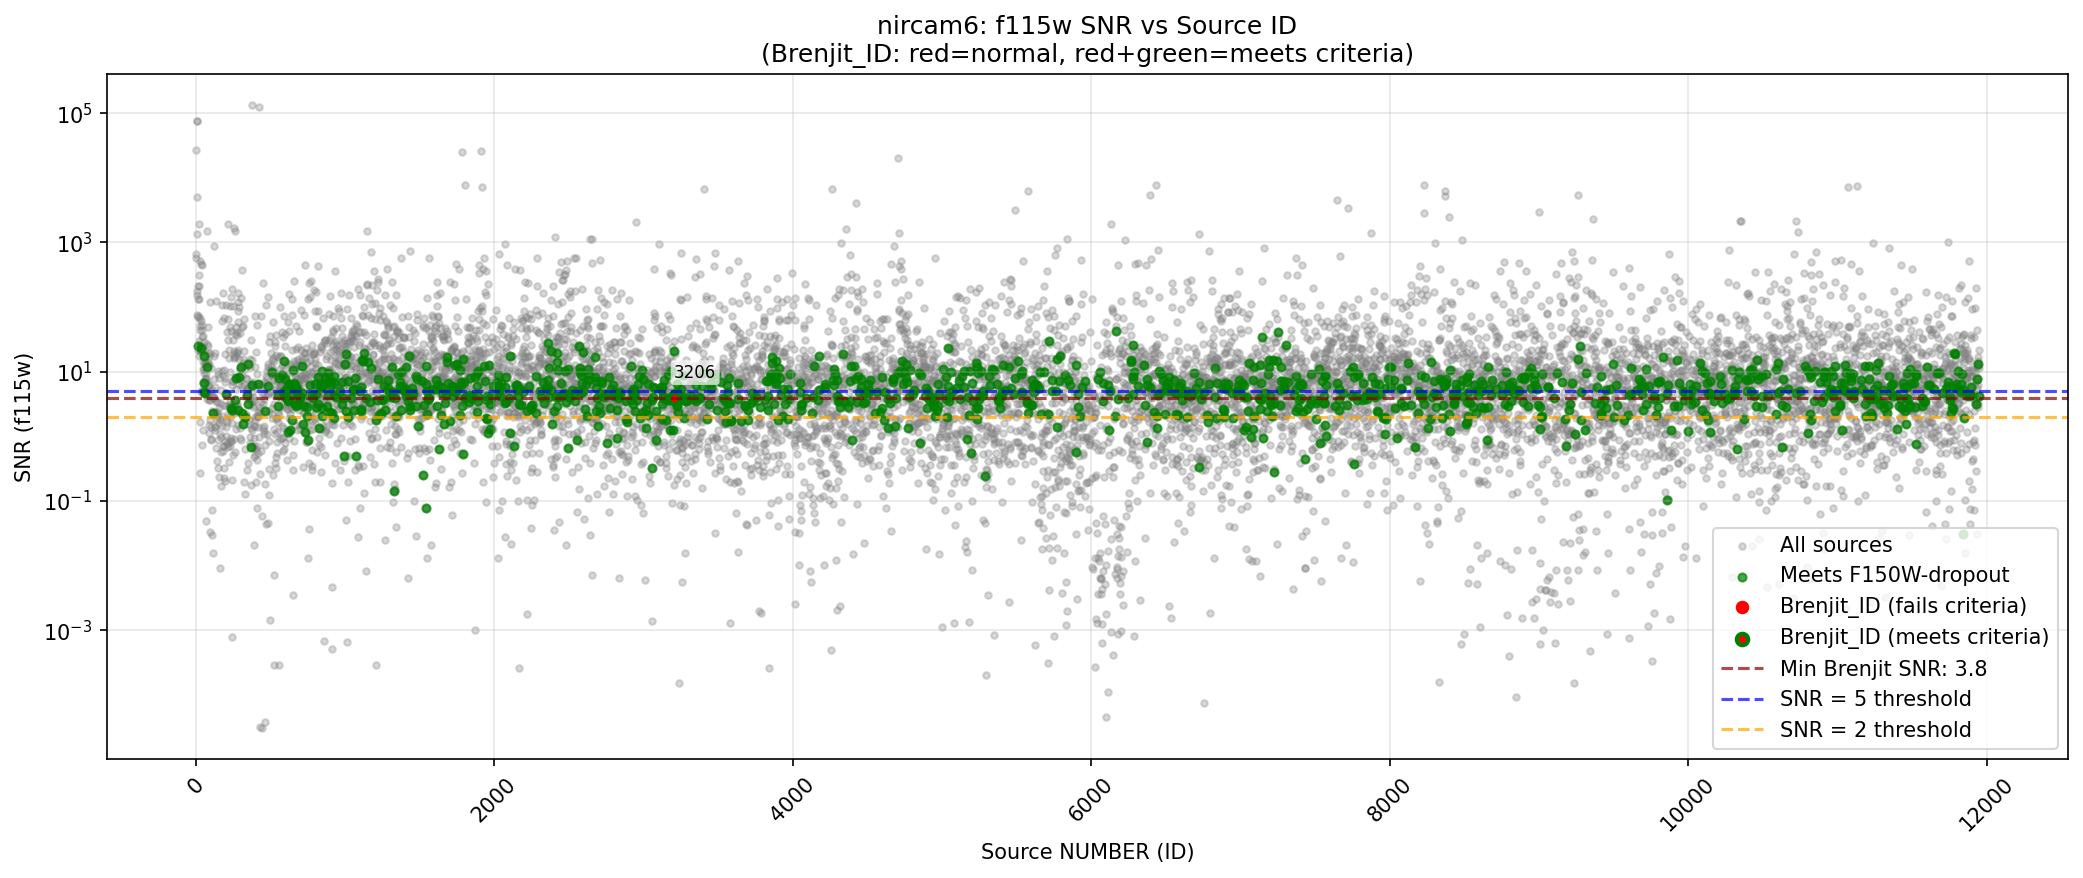 nircam6: f115w SNR vs Source ID
(Brenjit_ID: red=normal, red+green=meets criteria)
SNR (f115w)
10⁵
10³
10¹
10⁻¹
10⁻³
3206
All sources
Meets F150W-dropout
Brenjit_ID (fails criteria)
Brenjit_ID (meets criteria)
Min Brenjit SNR: 3.8
SNR = 5 threshold
SNR = 2 threshold
0 2000 4000 6000 8000 10000 12000
Source NUMBER (ID)